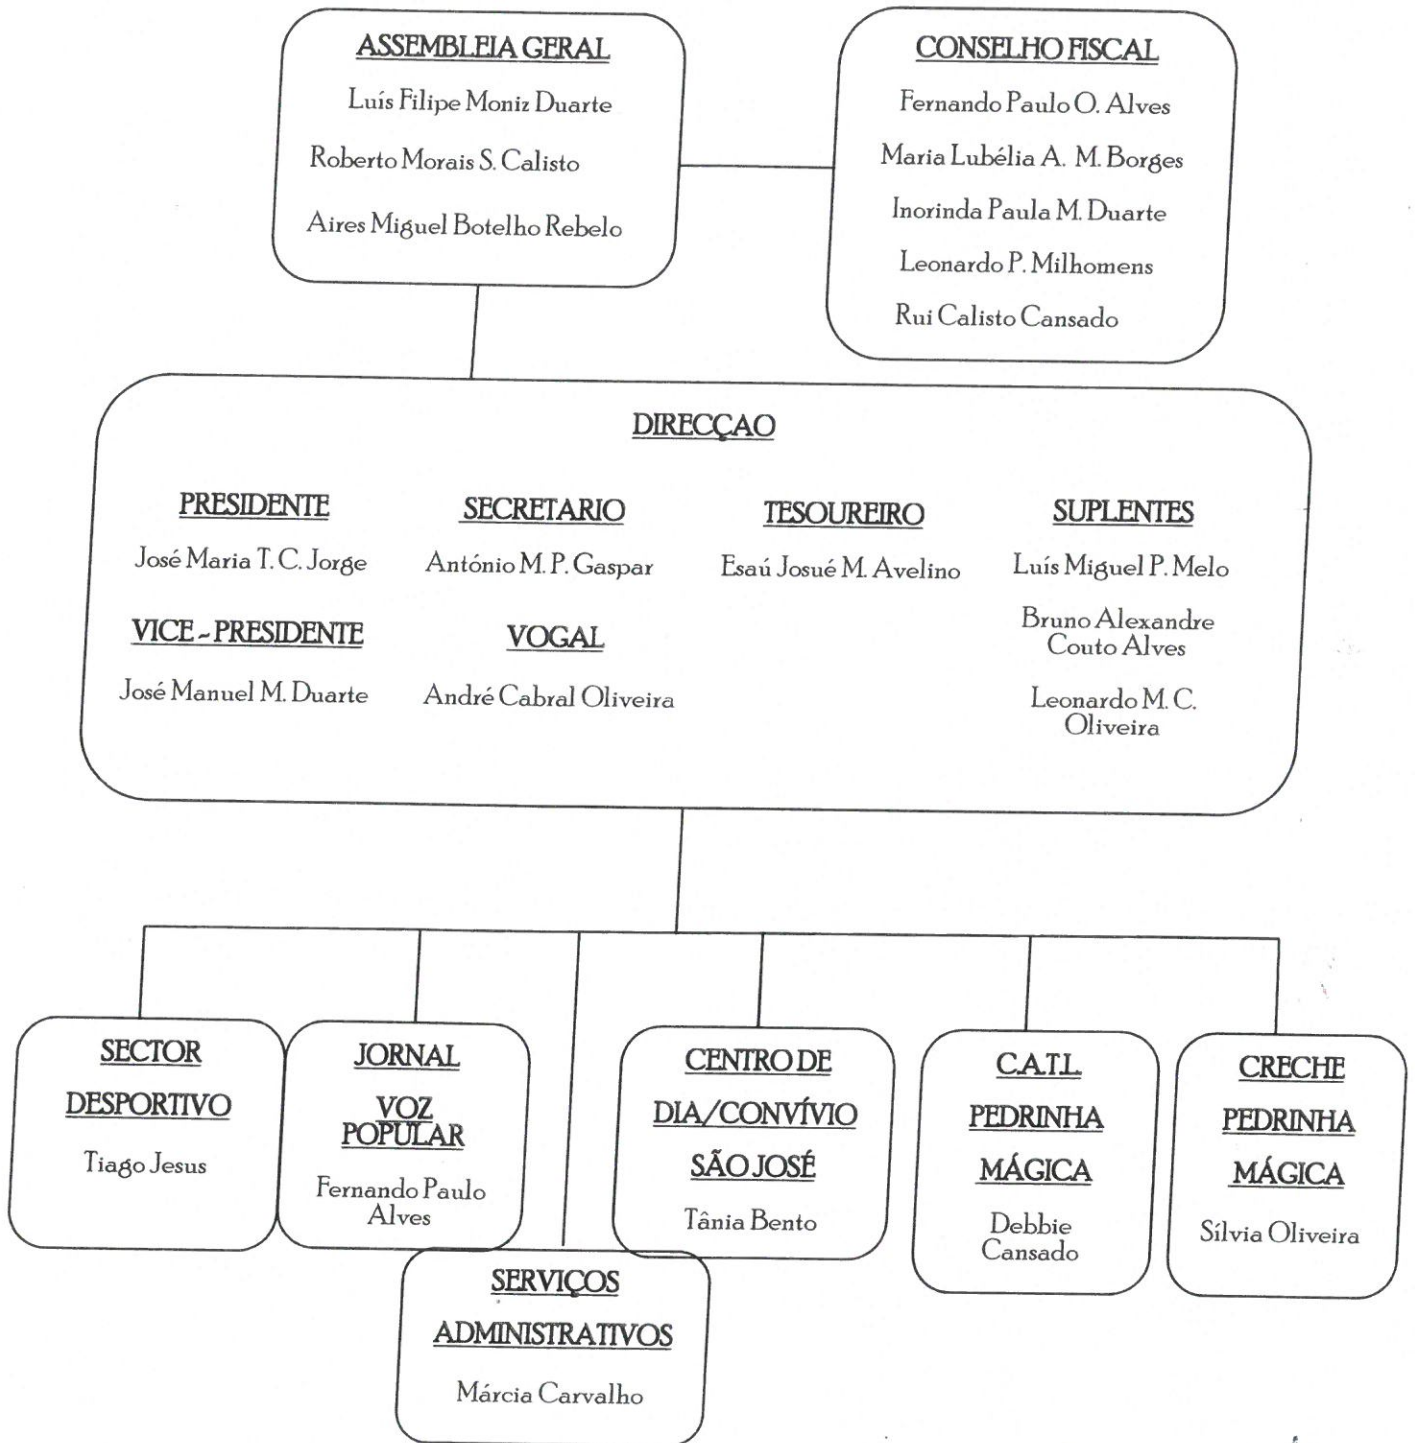 ASSEMBLEIA GERAL
Luís Filipe Moniz Duarte
Roberto Morais S. Calisto
Aires Miguel Botelho Rebelo
CONSELHO FISCAL
Fernando Paulo O. Alves
Maria Lubélia A. M. Borges
Inorinda Paula M. Duarte
Leonardo P. Milhomens
Rui Calisto Cansado
DIRECÇAO
PRESIDENTE
José Maria T. C. Jorge
VICE ~ PRESIDENTE
José Manuel M. Duarte
SECRETARIO
António M. P. Gaspar
VOGAL
André Cabral Oliveira
TESOUREIRO
Esaú Josué M. Avelino
SUPLENTES
Luís Miguel P. Melo
Bruno Alexandre
Couto Alves
Leonardo M. C.
Oliveira
SECTOR
DESPORTIVO
Tiago Jesus
JORNAL
VOZ
POPULAR
Fernando Paulo
Alves
SERVIÇOS
ADMINISTRATIVOS
Márcia Carvalho
CENTRO DE
DIA/CONVÍVIO
SÃO JOSÉ
Tânia Bento
C.A.T.L.
PEDRINHA
MÁGICA
Debbie
Cansado
CRECHE
PEDRINHA
MÁGICA
Sílvia Oliveira